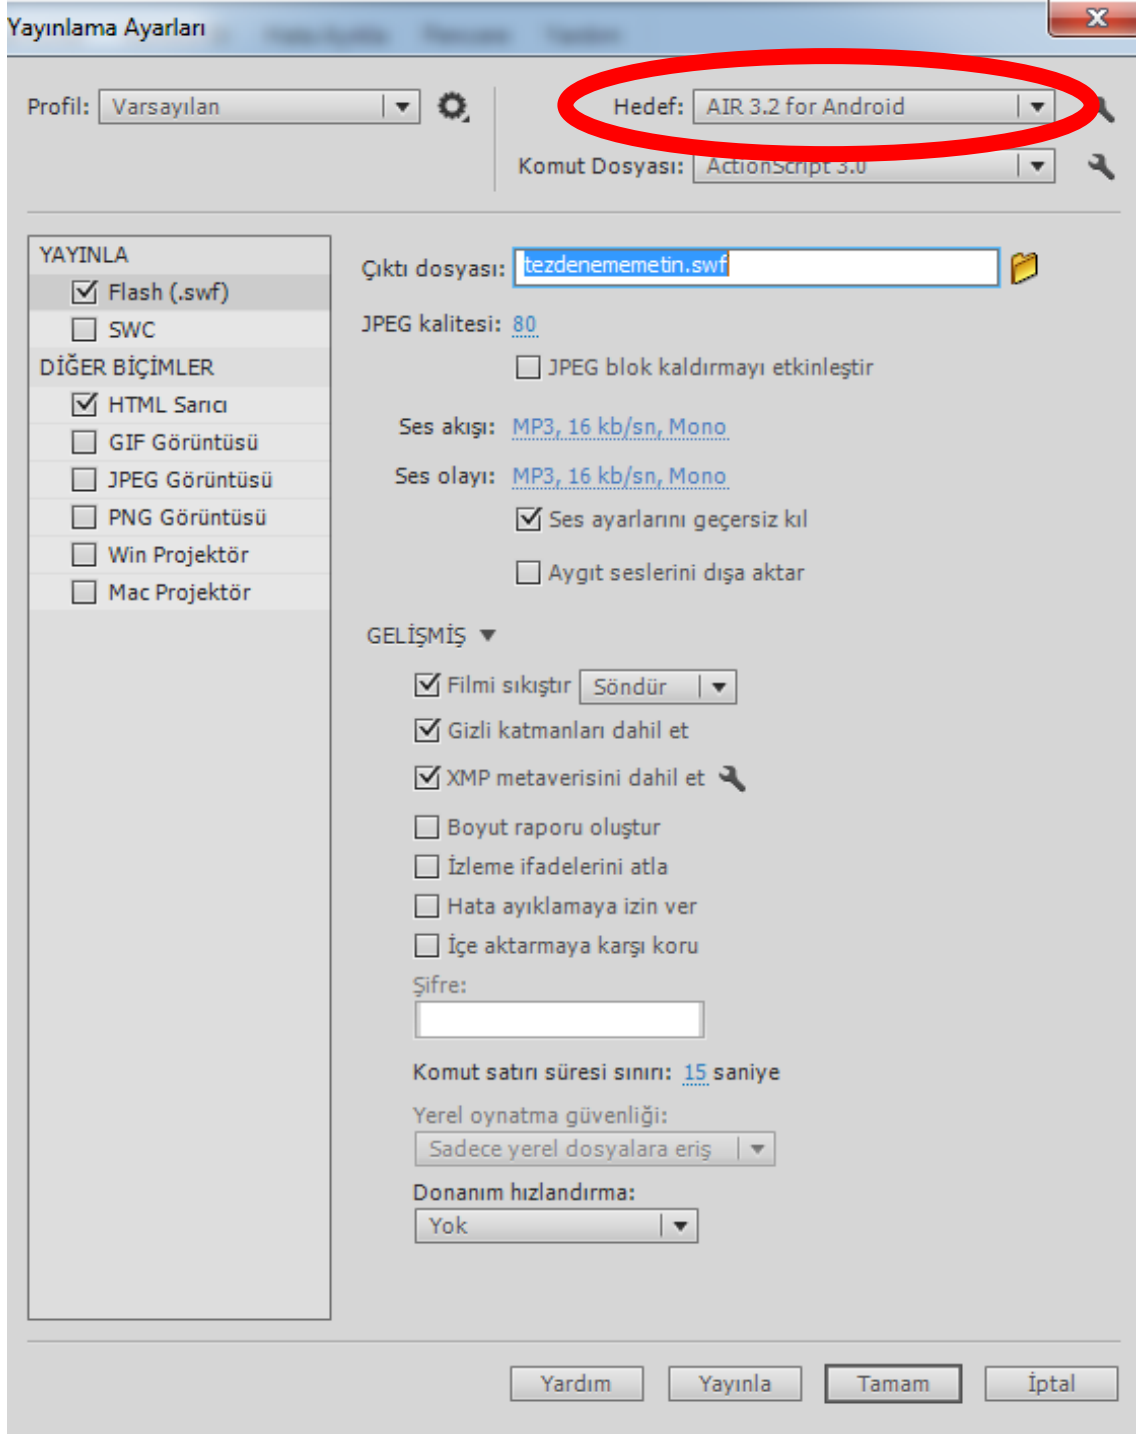 Yayınlama Ayarları
Profil: Varsayılan
Hedef: AIR 3.2 for Android
Komut Dosyası: ActionScript 3.0
YAYINLA
Flash (.swf)
SWC
DİĞER BİÇİMLER
HTML Sarıcı
GIF Görüntüsü
JPEG Görüntüsü
PNG Görüntüsü
Win Projektör
Mac Projektör
Çıktı dosyası: tezdenememetin.swf
JPEG kalitesi: 80
JPEG blok kaldırmayı etkinleştir
Ses akışı: MP3, 16 kb/sn, Mono
Ses olayı: MP3, 16 kb/sn, Mono
Ses ayarlarını geçersiz kıl
Aygıt seslerini dışa aktar
GELİŞMİŞ
Filmi sıkıştır Söndür
Gizli katmanları dahil et
XMP metaverisini dahil et
Boyut raporu oluştur
İzleme ifadelerini atla
Hata ayıklamaya izin ver
İçe aktarmaya karşı koru
Şifre:
Komut satırı süresi sınırı: 15 saniye
Yerel oynatma güvenliği:
Sadece yerel dosyalara eriş
Donanım hızlandırma:
Yok
Yardım Yayınla Tamam İptal